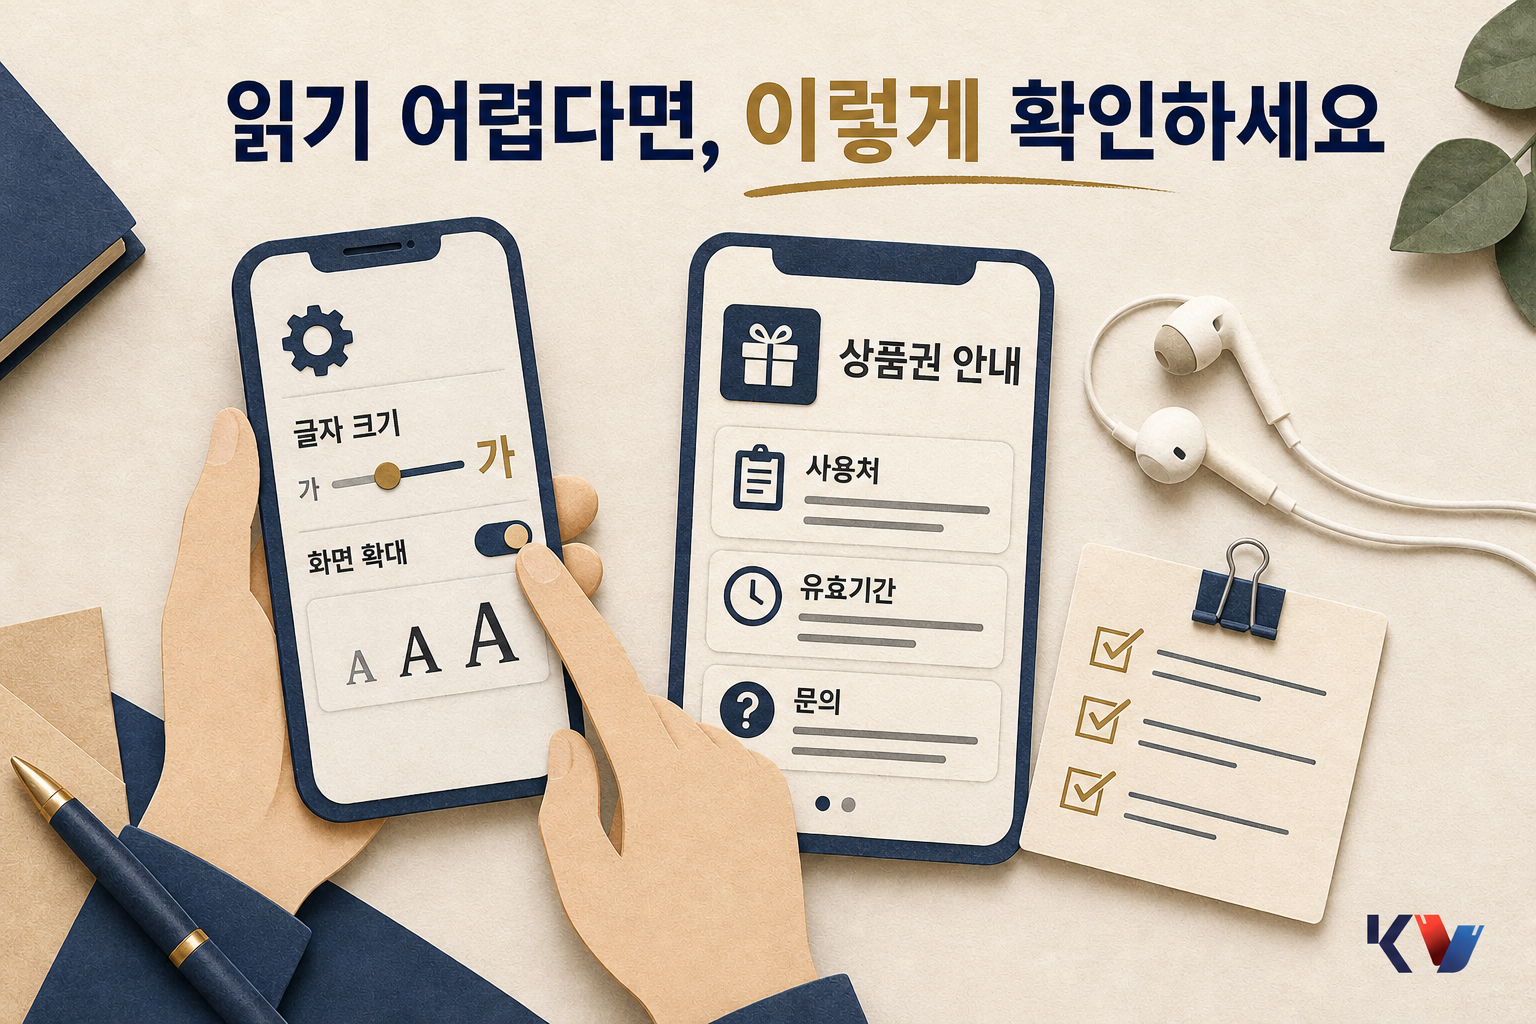 읽기 어렵다면, 이렇게 확인하세요
글자 크기
가 가
화면 확대
A A A
상품권 안내
사용처
유효기간
?
문의
KV